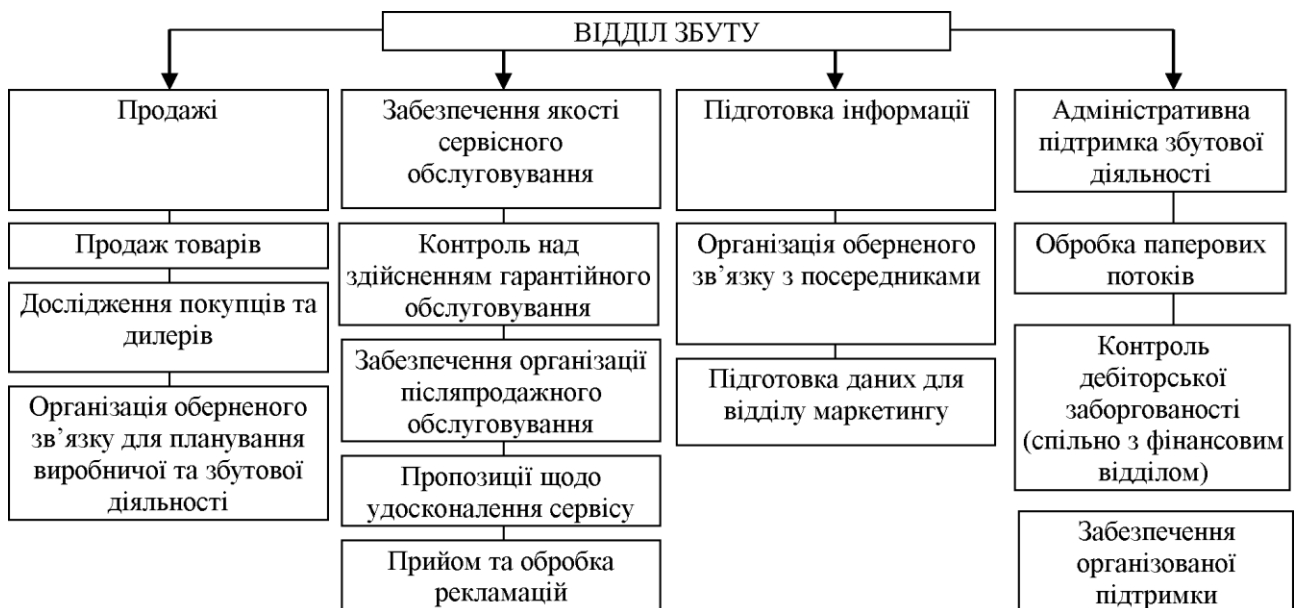 ВІДДІЛ ЗБУТУ
Продажі
Продаж товарів
Дослідження покупців та
дилерів
Організація оберненого
зв’язку для планування
виробничої та збутової
діяльності
Забезпечення якості
сервісного
обслуговування
Контроль над
здійсненням гарантійного
обслуговування
Забезпечення організації
післяпродажного
обслуговування
Пропозиції щодо
удосконалення сервісу
Прийом та обробка
рекламацій
Підготовка інформації
Організація оберненого
зв’язку з посередниками
Підготовка даних для
відділу маркетингу
Адміністративна
підтримка збутової
діяльності
Обробка паперових
потоків
Контроль
дебіторської
заборгованості
(спільно з фінансовим
відділом)
Забезпечення
організованої
підтримки